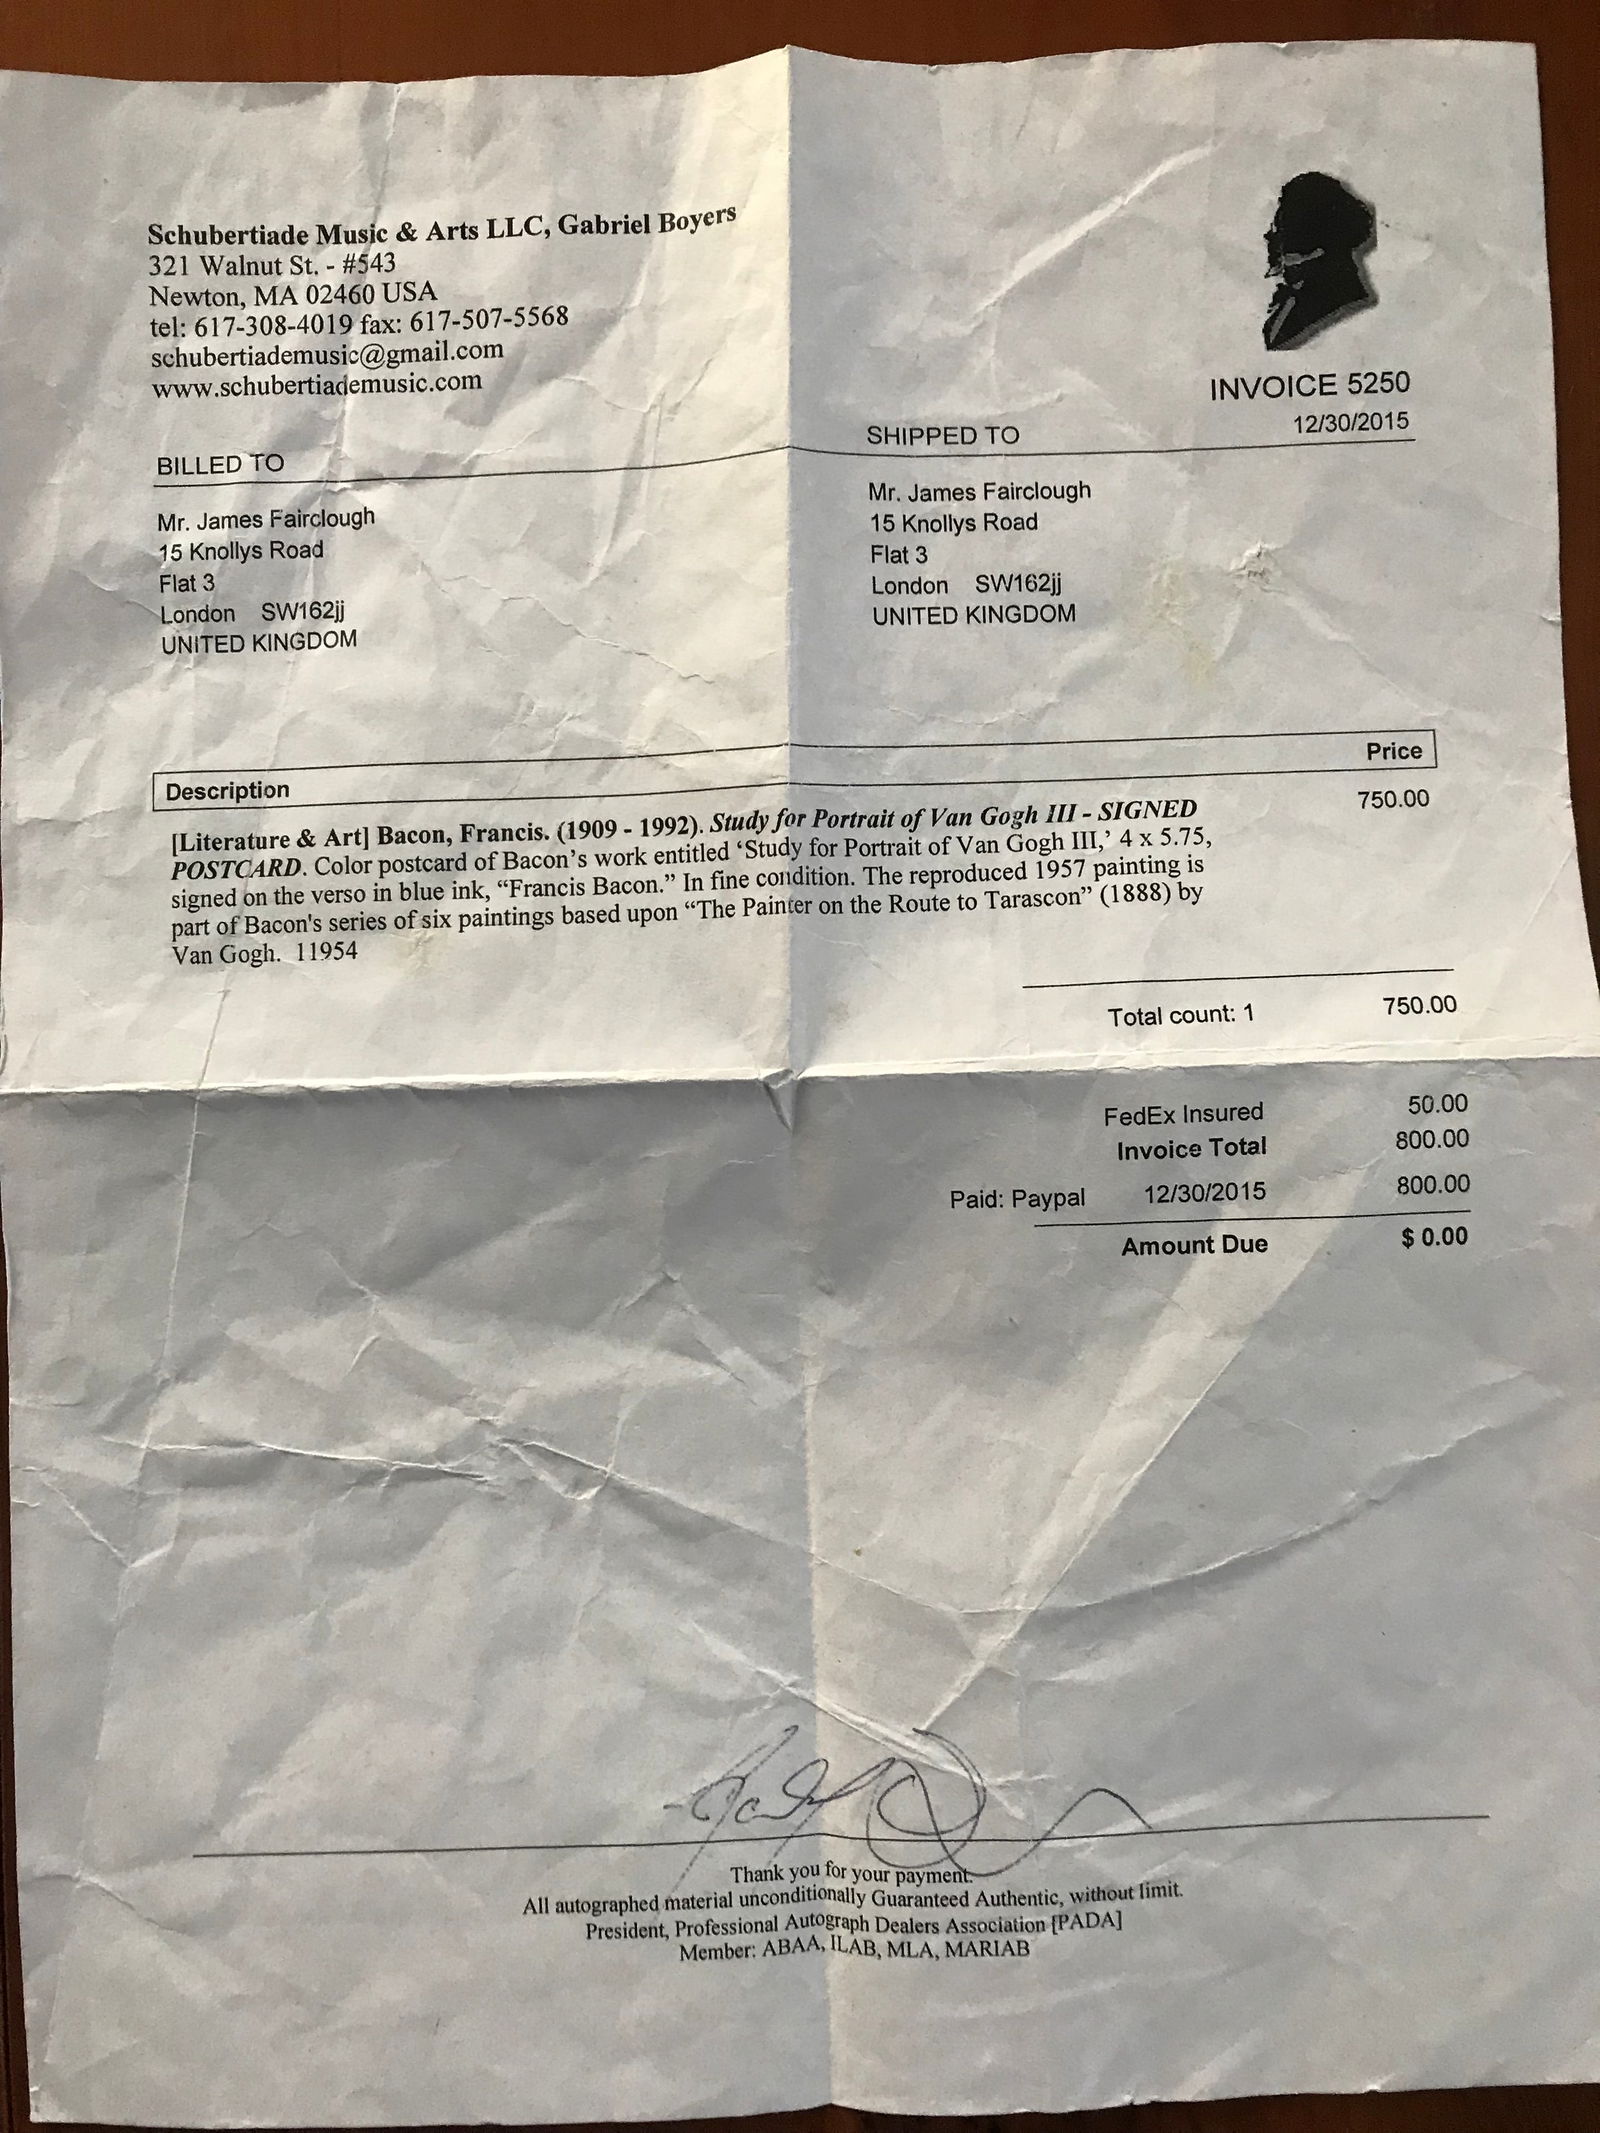 Schubertiade Music & Arts LLC, Gabriel Boyers
321 Walnut St. - #543
Newton, MA 02460 USA
tel: 617-308-4019 fax: 617-507-5568
schubertiademusic@gmail.com
www.schubertiademusic.com
INVOICE 5250
12/30/2015
BILLED TO
Mr. James Fairclough
15 Knollys Road
Flat 3
London SW162jj
UNITED KINGDOM
SHIPPED TO
Mr. James Fairclough
15 Knollys Road
Flat 3
London SW162jj
UNITED KINGDOM
Description Price
[Literature & Art] Bacon, Francis. (1909 - 1992). Study for Portrait of Van Gogh III - SIGNED 750.00
POSTCARD. Color postcard of Bacon's work entitled ‘Study for Portrait of Van Gogh III,’ 4 x 5.75,
signed on the verso in blue ink, “Francis Bacon.” In fine condition. The reproduced 1957 painting is
part of Bacon's series of six paintings based upon “The Painter on the Route to Tarascon” (1888) by
Van Gogh. 11954
Total count: 1 750.00
FedEx Insured 50.00
Invoice Total 800.00
Paid: Paypal 12/30/2015 800.00
Amount Due $ 0.00
Thank you for your payment.
All autographed material unconditionally Guaranteed Authentic, without limit.
President, Professional Autograph Dealers Association [PADA]
Member: ABAA, ILAB, MLA, MARIAB